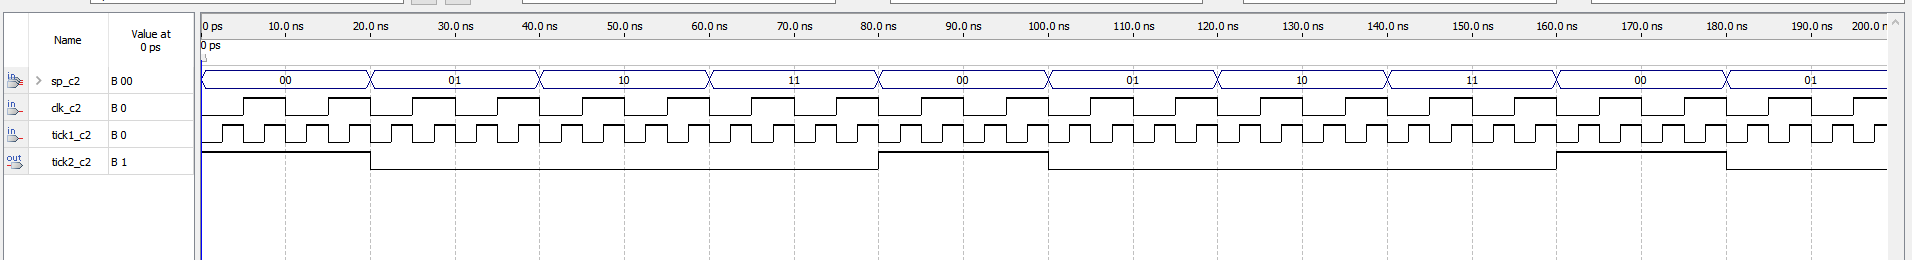 0 ps 10.0 ns 20.0 ns 30.0 ns 40.0 ns 50.0 ns 60.0 ns 70.0 ns 80.0 ns 90.0 ns 100.0 ns 110.0 ns 120.0 ns 130.0 ns 140.0 ns 150.0 ns 160.0 ns 170.0 ns 180.0 ns 190.0 ns 200.0 ns
Name Value at
0 ps
0 ps
in sp_c2 B 00 00 01 10 11 00 01 10 11 00 01
in clk_c2 B 0
in tick1_c2 B 0
out tick2_c2 B 1